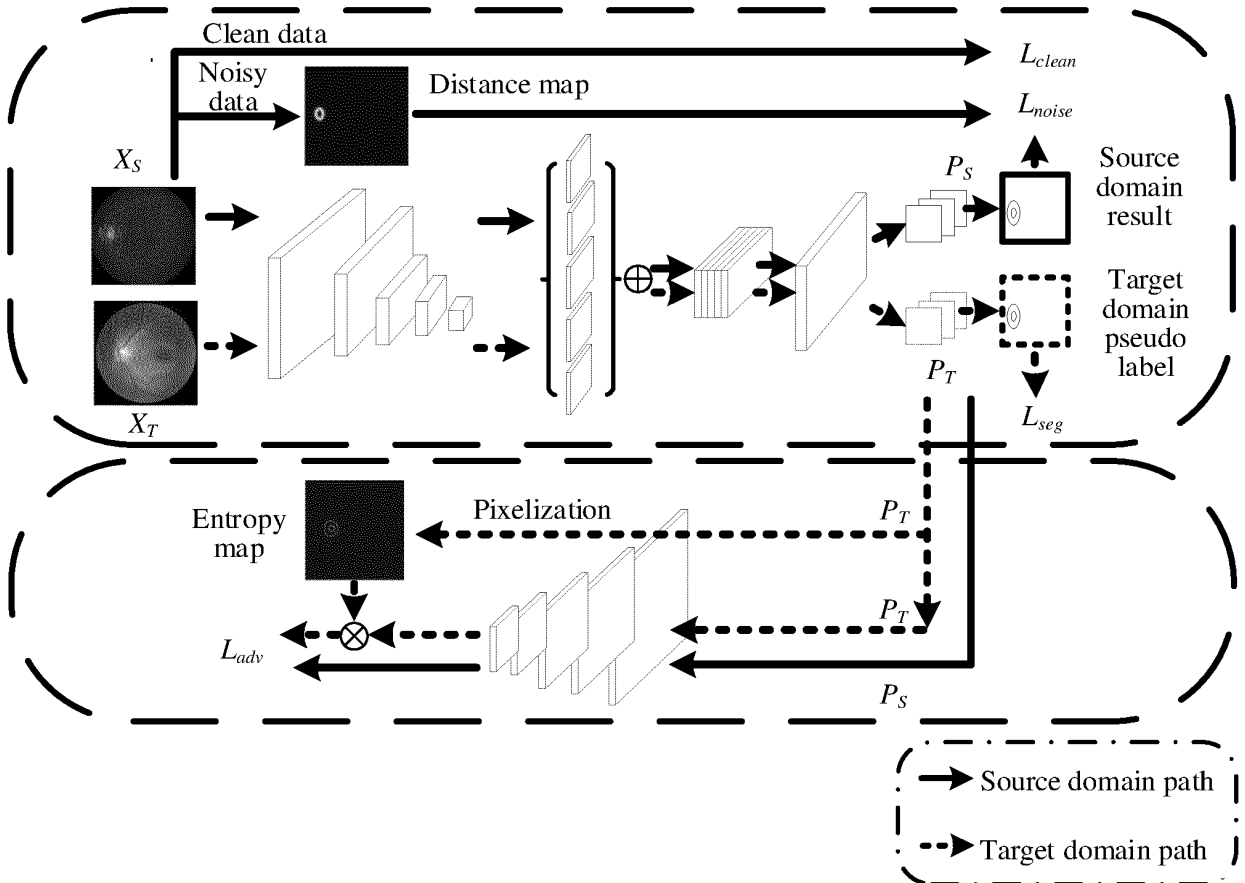 Clean data
L_clean
Noisy
data
Distance map
L_noise
X_S
P_S
Source
domain
result
Target
domain
pseudo
label
X_T
P_T
L_seg
Entropy
map
Pixelization
P_T
P_T
L_adv
P_S
Source domain path
Target domain path